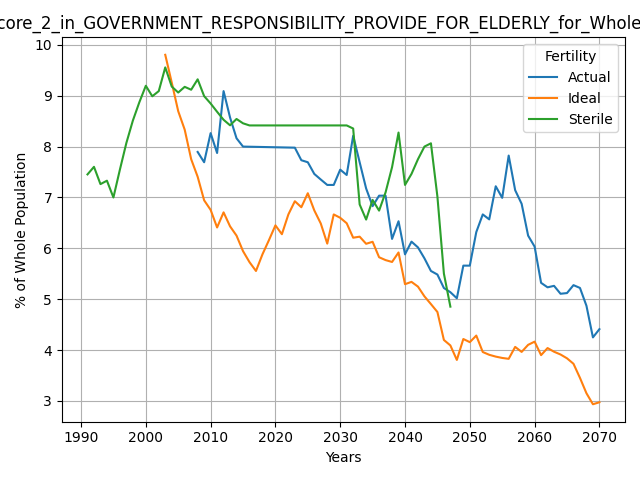 core_2_in_GOVERNMENT_RESPONSIBILITY_PROVIDE_FOR_ELDERLY_for_Whole
Fertility
Actual
Ideal
Sterile
% of Whole Population
10
9
8
7
6
5
4
3
1990 2000 2010 2020 2030 2040 2050 2060 2070
Years